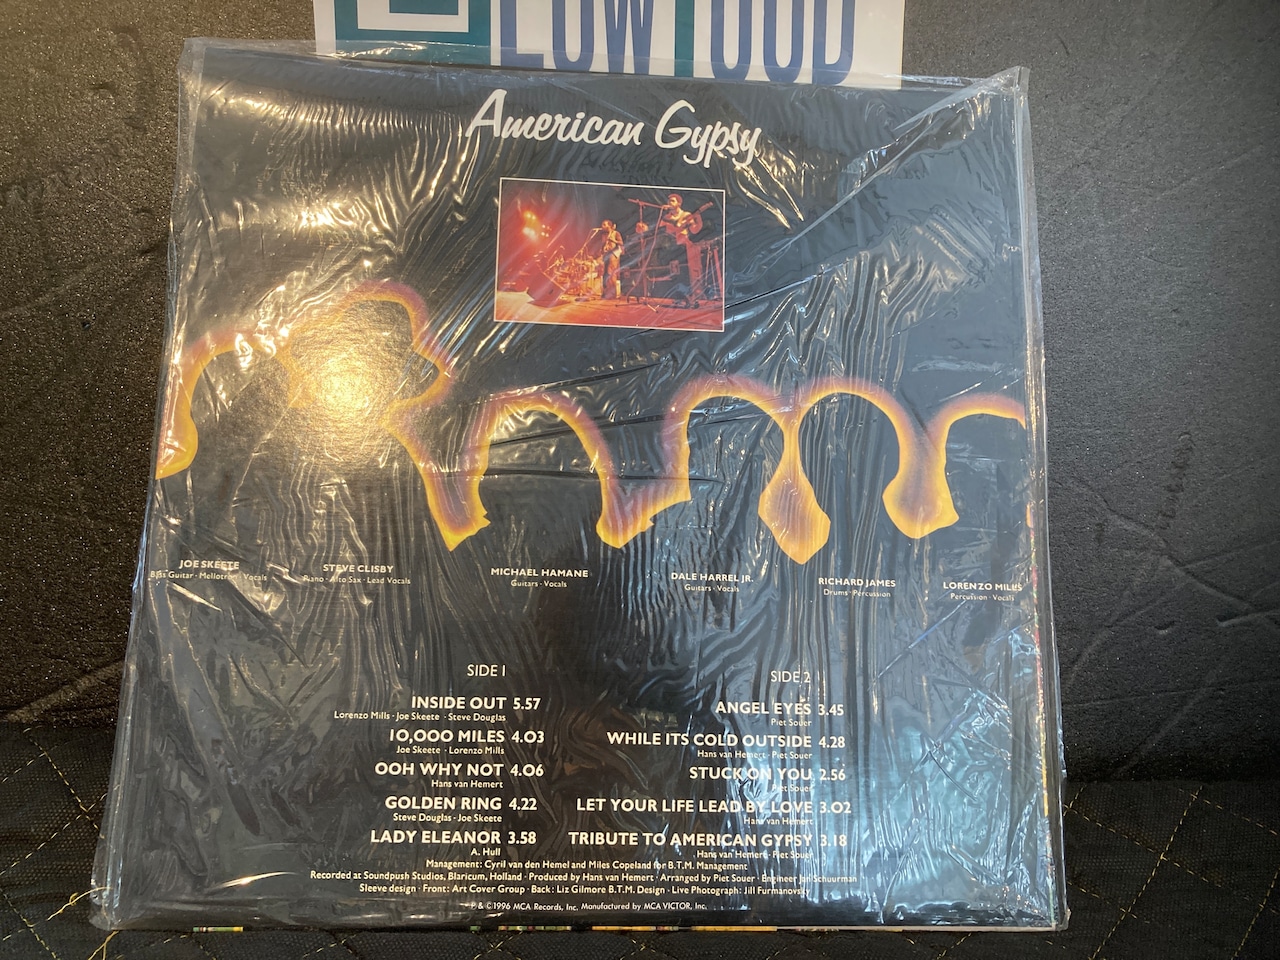 LOWYOUD
American Gypsy
JOE SKEETE
Bass Guitar · Mellotron · Vocals
STEVE CLISBY
Piano · Alto Sax · Lead Vocals
MICHAEL HAMANE
Guitars · Vocals
DALE HARREL JR.
Guitars · Vocals
RICHARD JAMES
Drums · Percussion
LORENZO MILLS
Percussion · Vocals
SIDE 1
INSIDE OUT 5.57
Lorenzo Mills · Joe Skeete · Steve Douglas
10,000 MILES 4.03
Joe Skeete · Lorenzo Mills
OOH WHY NOT 4.06
Hans van Hemert
GOLDEN RING 4.22
Steve Douglas · Joe Skeete
LADY ELEANOR 3.58
A. Hull
SIDE 2
ANGEL EYES 3.45
Piet Souer
WHILE ITS COLD OUTSIDE 4.28
Hans van Hemert · Piet Souer
STUCK ON YOU 2.56
Piet Souer
LET YOUR LIFE LEAD BY LOVE 3.02
Hans van Hemert
TRIBUTE TO AMERICAN GYPSY 3.18
Hans van Hemert · Piet Souer
Management: Cyril van den Hemel and Miles Copeland for B.T.M. Management
Recorded at Soundpush Studios, Blaricum, Holland · Produced by Hans van Hemert · Arranged by Piet Souer · Engineer Jan Schuurman
Sleeve design · Front: Art Cover Group · Back: Liz Gilmore B.T.M. Design · Live Photograph: Jill Furmanovsky
℗ & © 1996 MCA Records, Inc. Manufactured by MCA VICTOR, Inc.